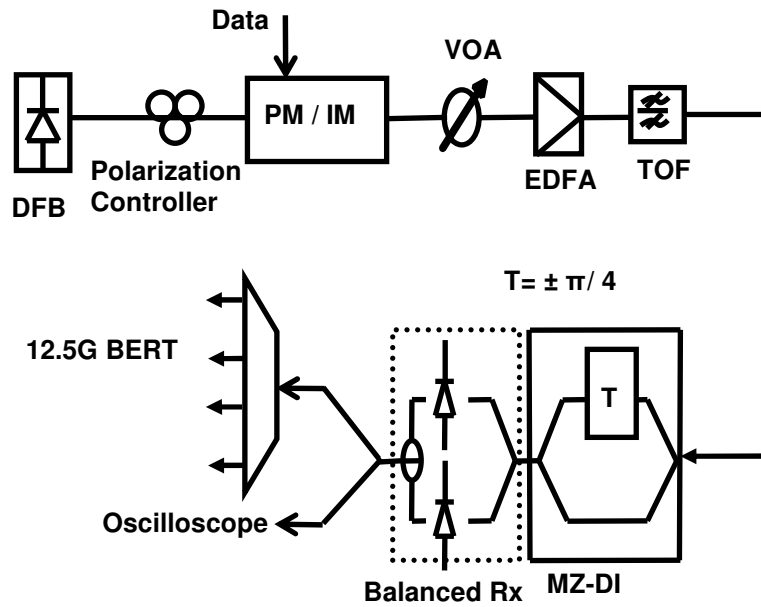 Data
VOA
PM / IM
Polarization
Controller
DFB
EDFA
TOF
T= ± π/ 4
12.5G BERT
T
Oscilloscope
Balanced Rx
MZ-DI